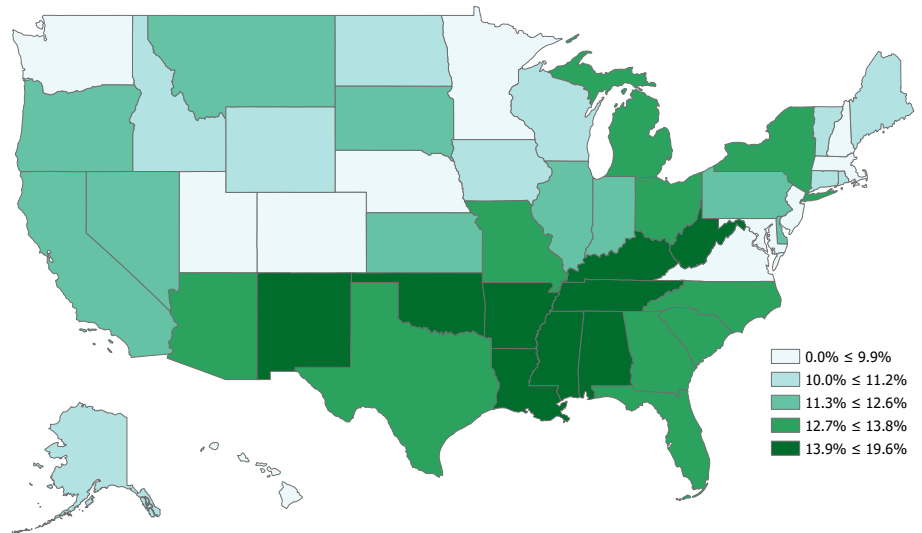 0.0% ≤ 9.9%
10.0% ≤ 11.2%
11.3% ≤ 12.6%
12.7% ≤ 13.8%
13.9% ≤ 19.6%